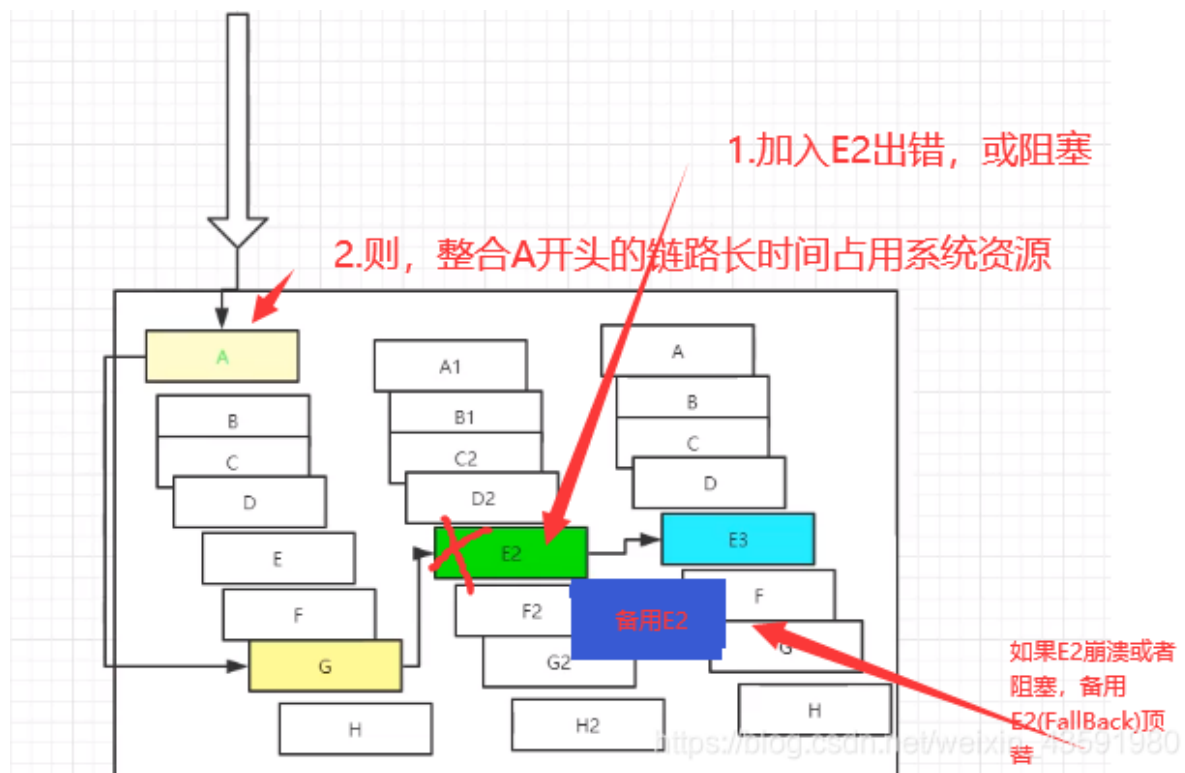 1.加入E2出错，或阻塞
2.则，整合A开头的链路长时间占用系统资源
A
B
C
D
E
F
G
H
A1
B1
C2
D2
E2
F2
G2
H2
备用E2
A
B
C
D
E3
F
G
H
如果E2崩溃或者
阻塞，备用
E2(FallBack)顶
替
https://blog.csdn.net/weixin_43591980